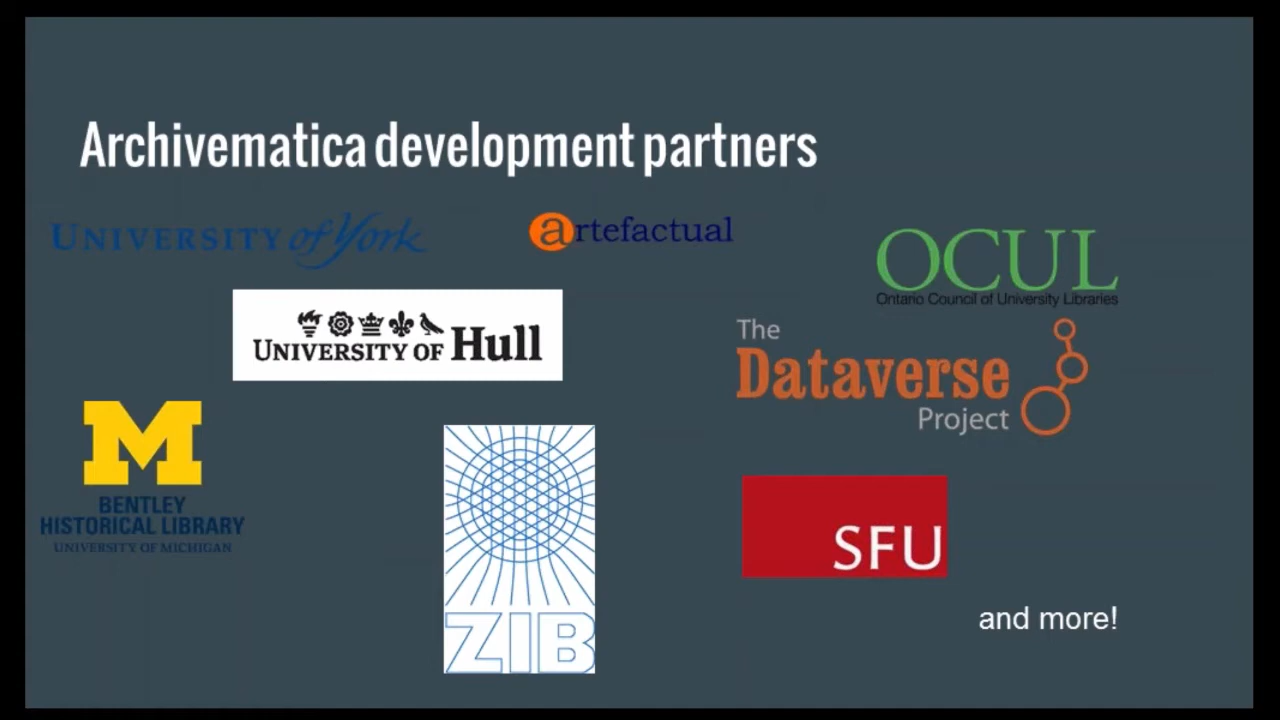 Archivematica development partners
UNIVERSITY of York
artefactual
OCUL
Ontario Council of University Libraries
UNIVERSITY OF Hull
The
Dataverse
Project
M
BENTLEY
HISTORICAL LIBRARY
UNIVERSITY OF MICHIGAN
ZIB
SFU
and more!